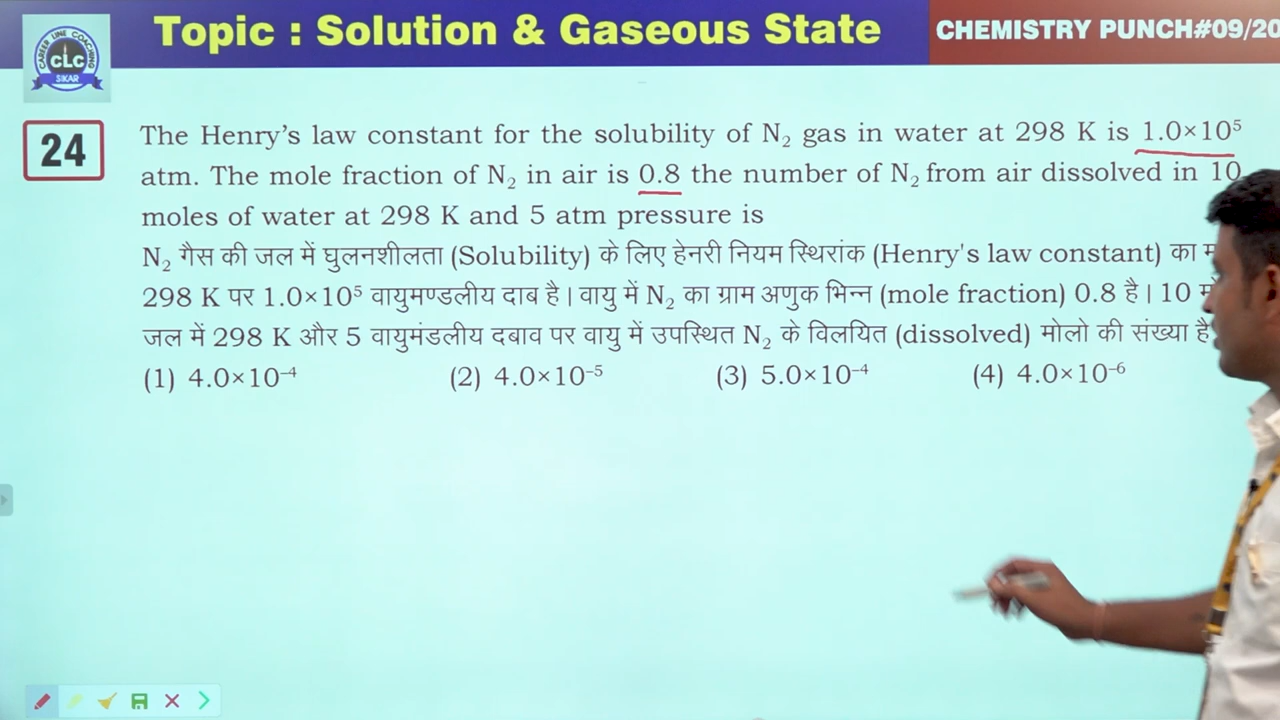 Topic : Solution & Gaseous State
CHEMISTRY PUNCH#09/20
CAREER LINE COACHING
CLC
SIKAR
24
The Henry's law constant for the solubility of N₂ gas in water at 298 K is 1.0×10⁵
atm. The mole fraction of N₂ in air is 0.8 the number of N₂ from air dissolved in 10
moles of water at 298 K and 5 atm pressure is
N₂ गैस की जल में घुलनशीलता (Solubility) के लिए हेनरी नियम स्थिरांक (Henry's law constant) का
298 K पर 1.0×10⁵ वायुमण्डलीय दाब है। वायु में N₂ का ग्राम अणुक भिन्न (mole fraction) 0.8 है। 10
जल में 298 K और 5 वायुमंडलीय दबाव पर वायु में उपस्थित N₂ के विलयित (dissolved) मोलो की संख्या है
(1) 4.0×10⁻⁴ (2) 4.0×10⁻⁵ (3) 5.0×10⁻⁴ (4) 4.0×10⁻⁶